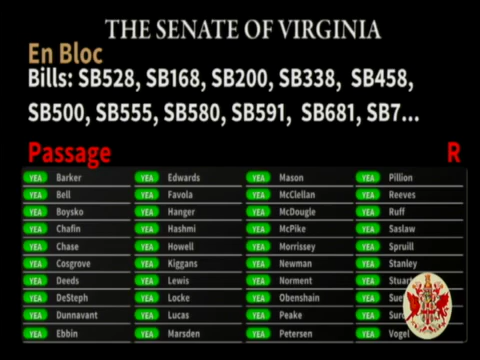 THE SENATE OF VIRGINIA
En Bloc
Bills: SB528, SB168, SB200, SB338, SB458,
SB500, SB555, SB580, SB591, SB681, SB7...
Passage R
YEA Barker YEA Edwards YEA Mason YEA Pillion
YEA Bell YEA Favola YEA McClellan YEA Reeves
YEA Boysko YEA Hanger YEA McDougle YEA Ruff
YEA Chafin YEA Hashmi YEA McPike YEA Saslaw
YEA Chase YEA Howell YEA Morrissey YEA Spruill
YEA Cosgrove YEA Kiggans YEA Newman YEA Stanley
YEA Deeds YEA Lewis YEA Norment YEA Stuart
YEA DeSteph YEA Locke YEA Obenshain YEA
YEA Dunnavant YEA Lucas YEA Peake YEA
YEA Ebbin YEA Marsden YEA Petersen YEA Vogel